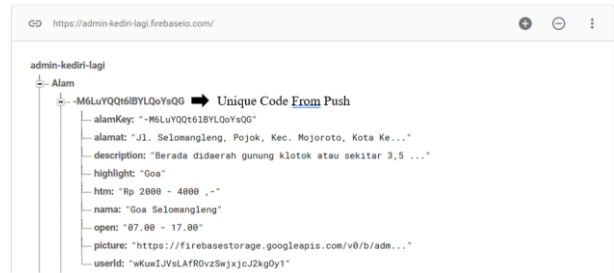 https://admin-kediri-lagi.firebaseio.com/
admin-kediri-lagi
Alam
-M6LuYQQt6lBYLQoYsQG Unique Code From Push
alamKey: "-M6LuYQQt6lBYLQoYsQG"
alamat: "Jl. Selomangleng, Pojok, Kec. Mojoroto, Kota Ke..."
description: "Berada didaerah gunung klotok atau sekitar 3,5 ..."
highlight: "Goa"
htm: "Rp 2000 - 4000 ,-"
nama: "Goa Selomangleng"
open: "07.00 - 17.00"
picture: "https://firebasestorage.googleapis.com/v0/b/adm..."
userId: "wKuwIJVsLAfROvzSwjxjcJ2kgOy1"